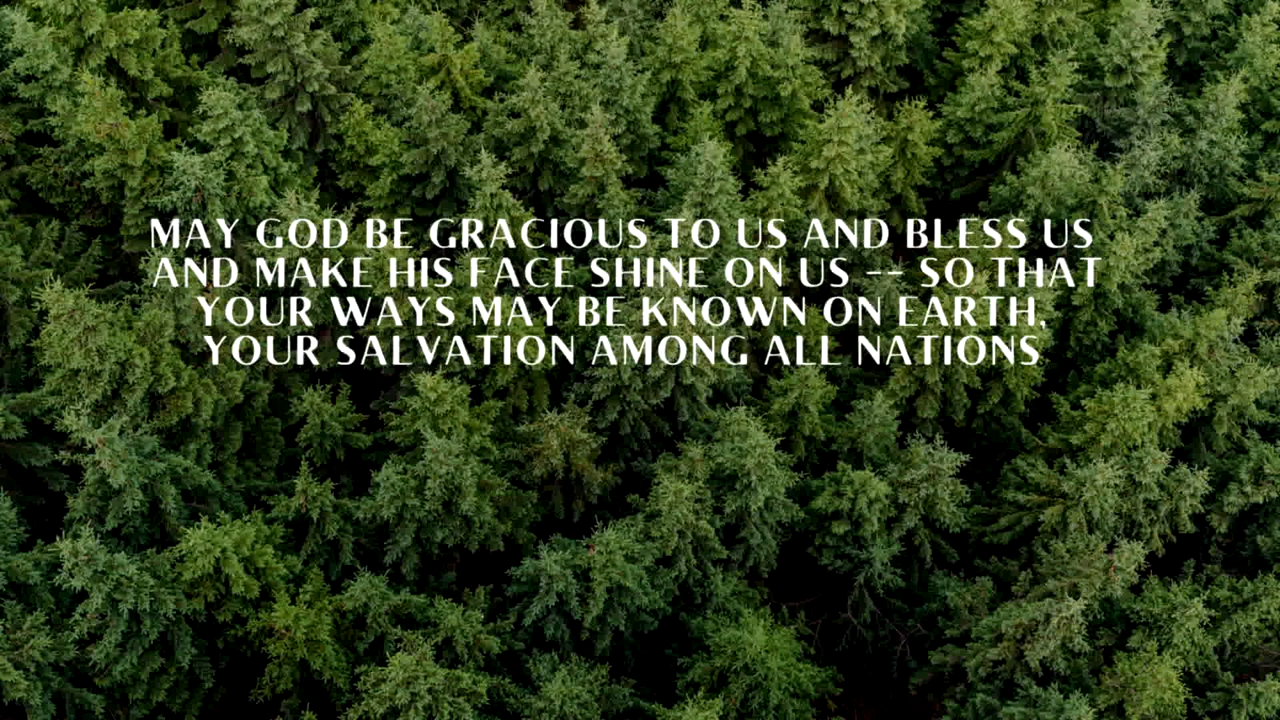 MAY GOD BE GRACIOUS TO US AND BLESS US
AND MAKE HIS FACE SHINE ON US -- SO THAT
YOUR WAYS MAY BE KNOWN ON EARTH,
YOUR SALVATION AMONG ALL NATIONS